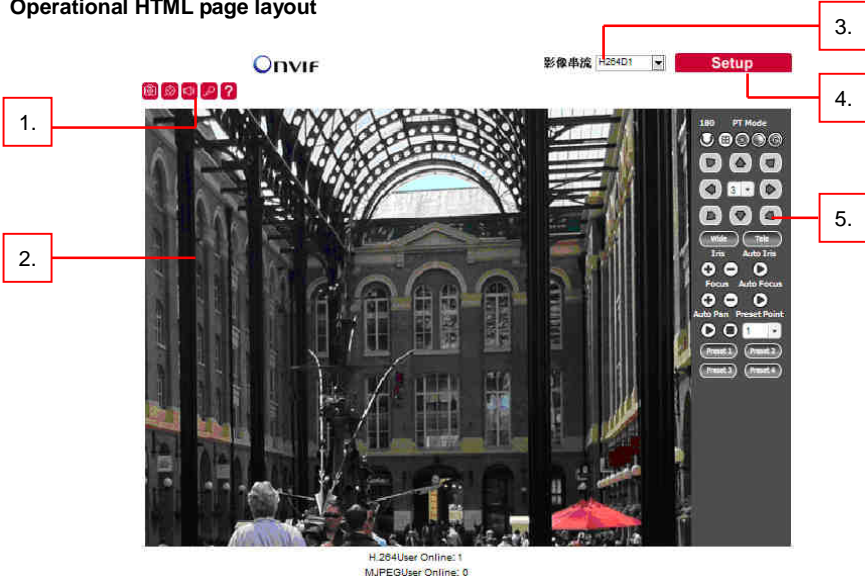 Operational HTML page layout
3.
ONVIF
影像串流 H264D1
Setup
4.
1.
?
180 PT Mode
3
5.
2.
Wide Tele
Iris Auto Iris
Focus Auto Focus
Auto Pan Preset Point
1
Preset 1 Preset 2
Preset 3 Preset 4
H.264User Online: 1
MJPEGUser Online: 0